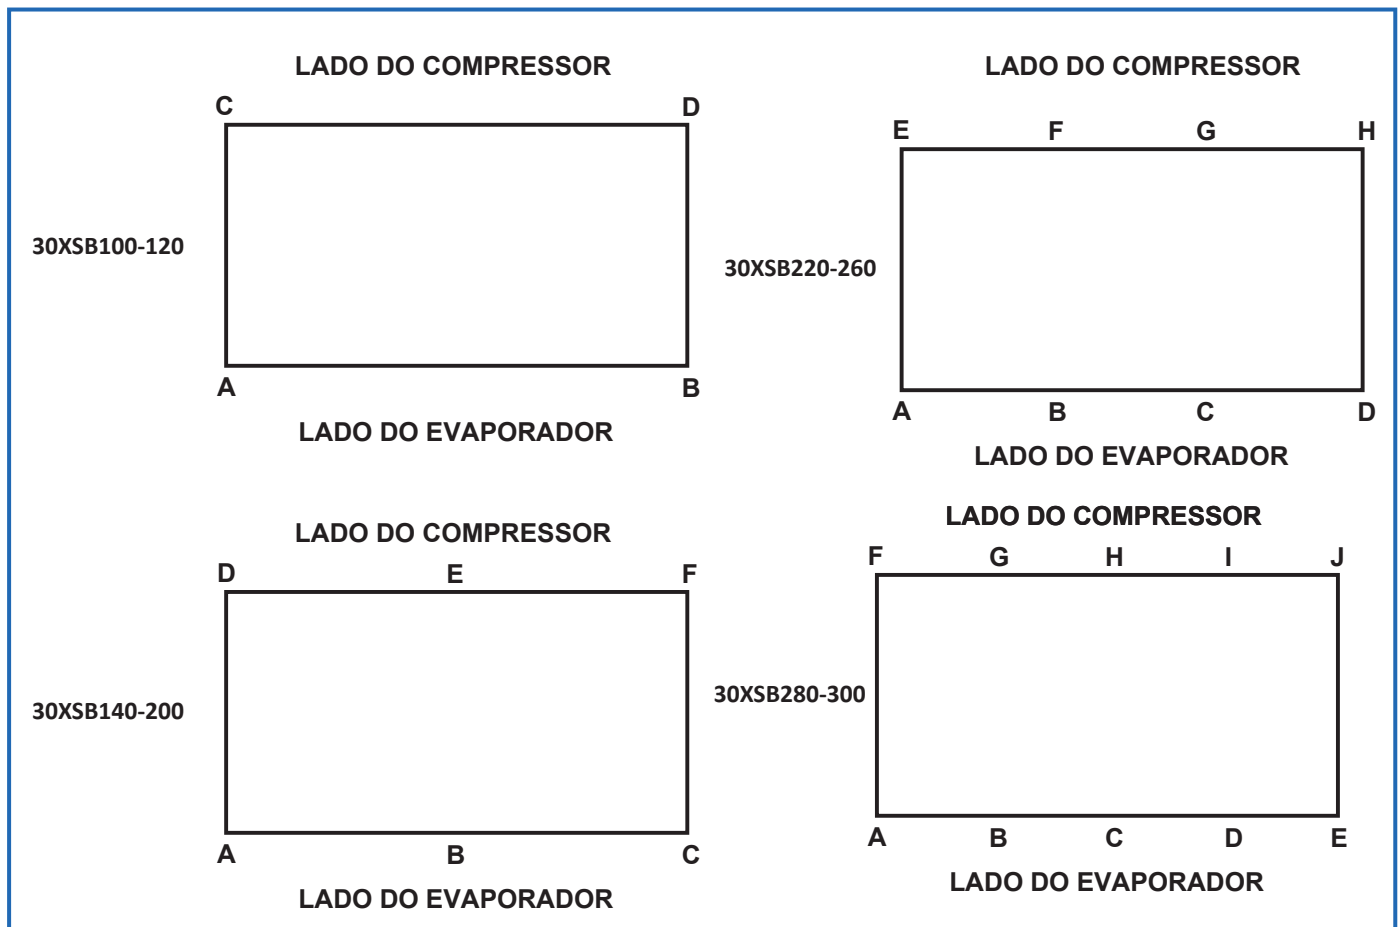 LADO DO COMPRESSOR
C D
30XSB100-120
A B
LADO DO EVAPORADOR
LADO DO COMPRESSOR
E F G H
30XSB220-260
A B C D
LADO DO EVAPORADOR
LADO DO COMPRESSOR
D E F
30XSB140-200
A B C
LADO DO EVAPORADOR
LADO DO COMPRESSOR
F G H I J
30XSB280-300
A B C D E
LADO DO EVAPORADOR